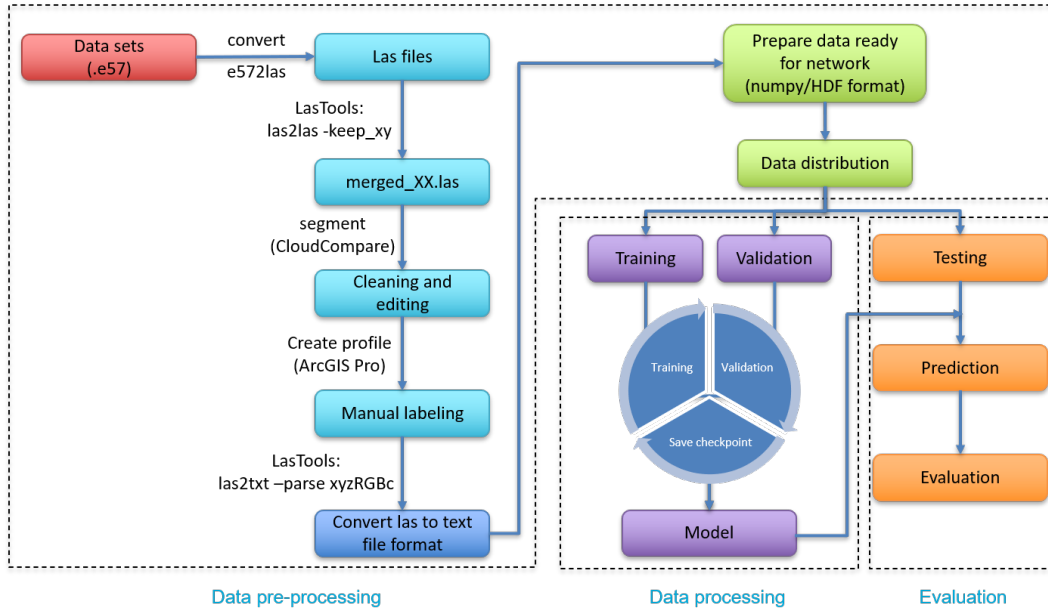 Data sets
(.e57)
convert
e572las
Las files
LasTools:
las2las -keep_xy
merged_XX.las
segment
(CloudCompare)
Cleaning and
editing
Create profile
(ArcGIS Pro)
Manual labeling
LasTools:
las2txt –parse xyzRGBc
Convert las to text
file format
Prepare data ready
for network
(numpy/HDF format)
Data distribution
Training
Validation
Training
Validation
Save checkpoint
Model
Testing
Prediction
Evaluation
Data pre-processing
Data processing
Evaluation